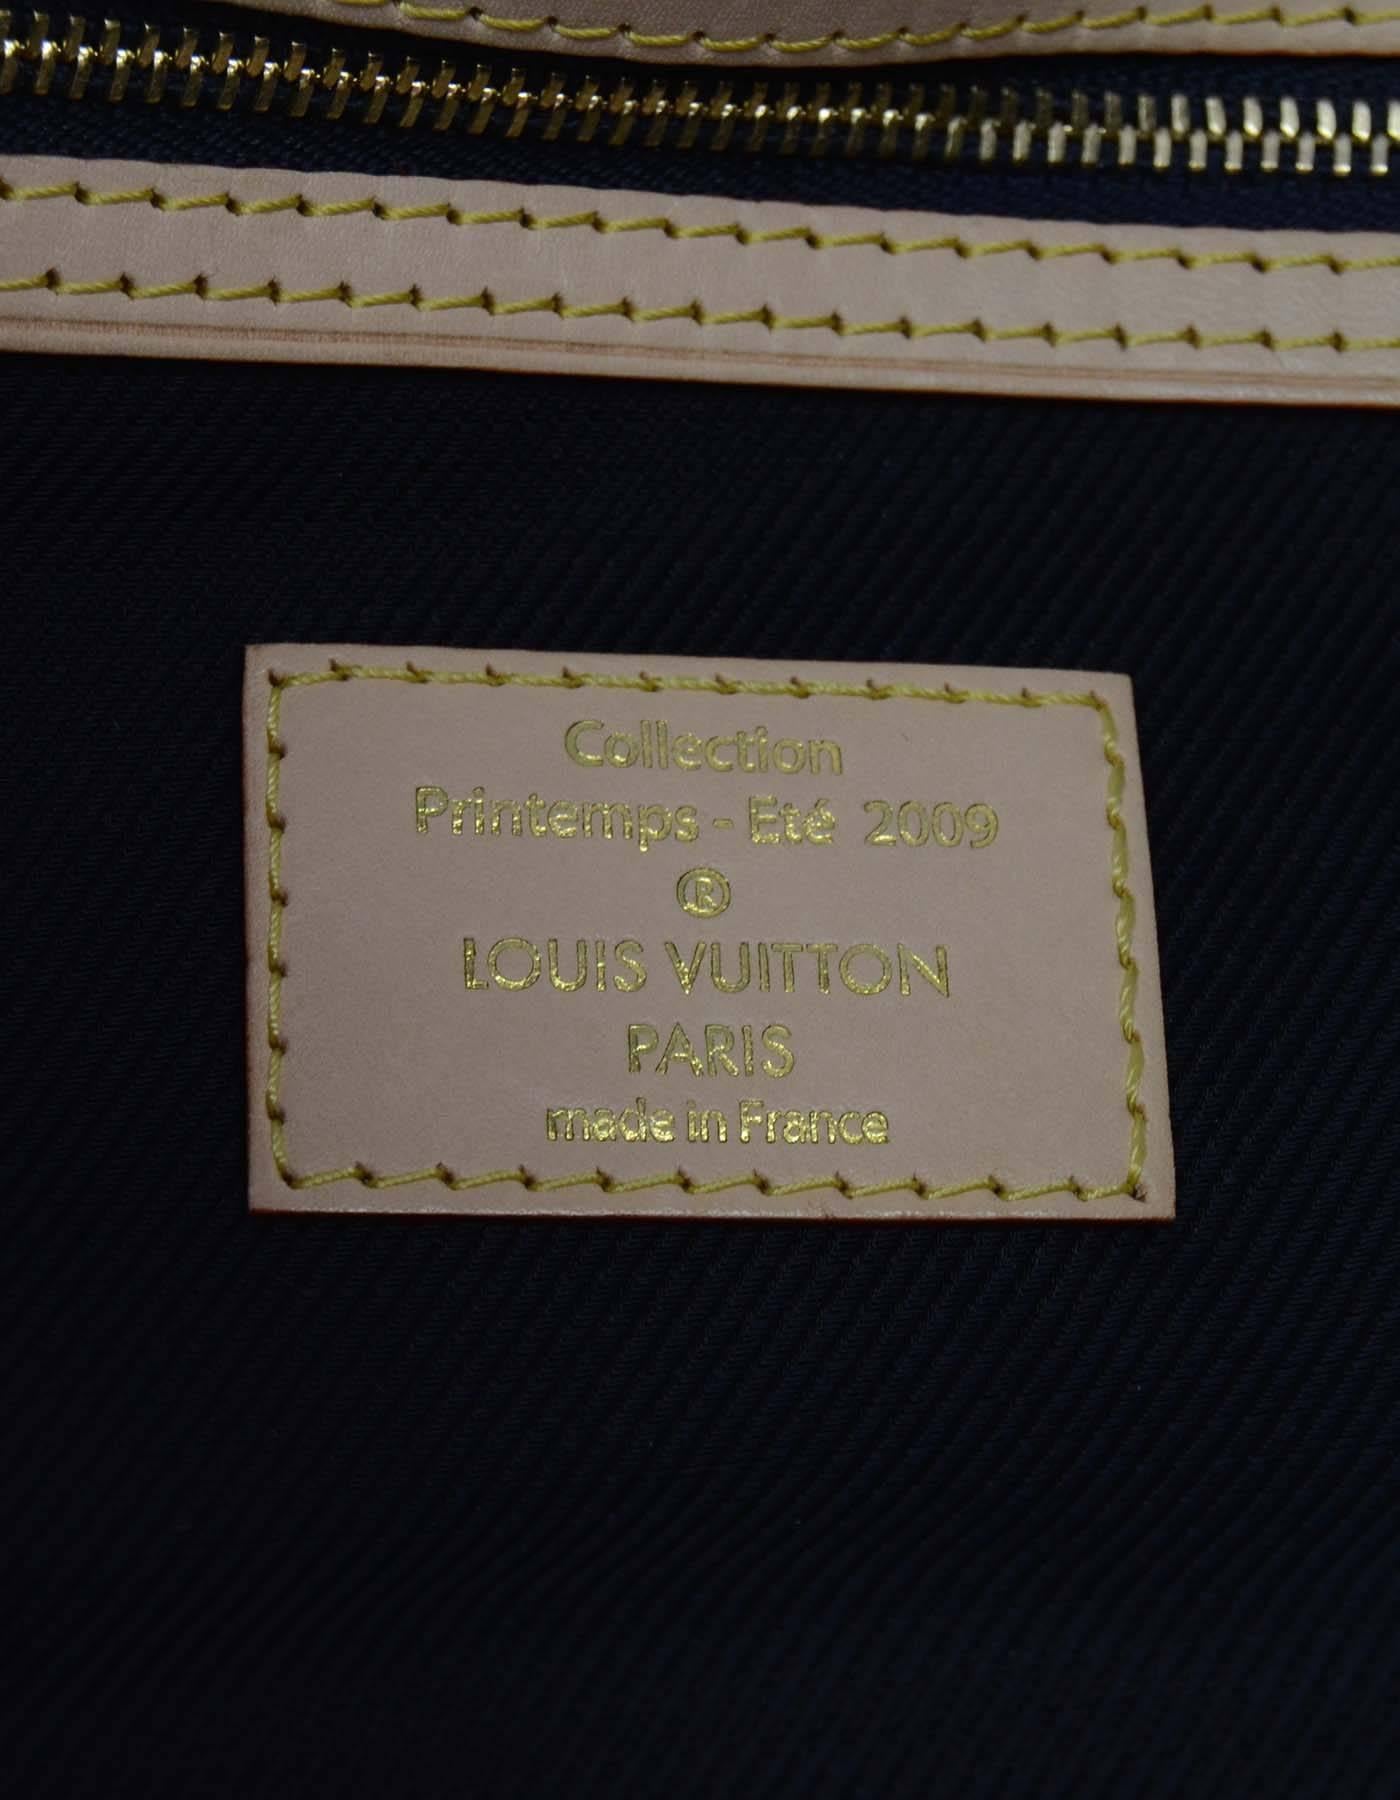 Collection
Printemps - Eté 2009
®
LOUIS VUITTON
PARIS
made in France